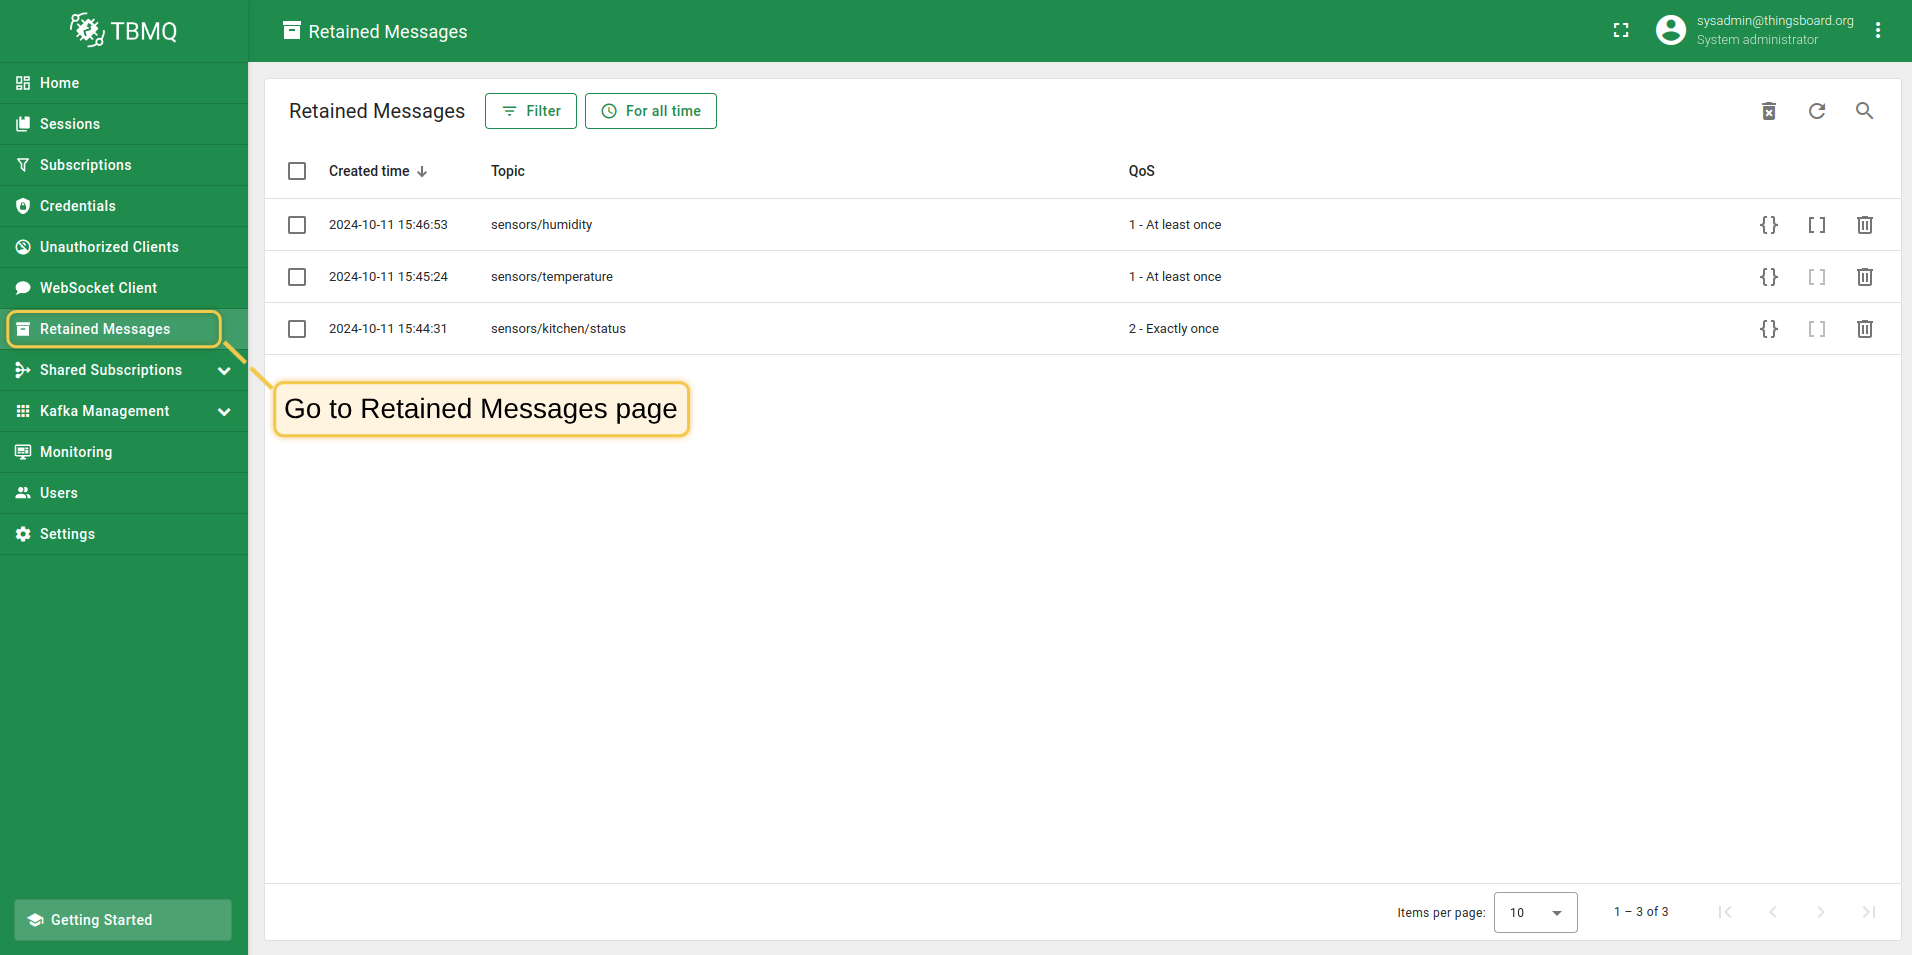 TBMQ
Retained Messages
sysadmin@thingsboard.org
System administrator
Home
Sessions
Subscriptions
Credentials
Unauthorized Clients
WebSocket Client
Retained Messages
Shared Subscriptions
Kafka Management
Monitoring
Users
Settings
Getting Started
Retained Messages Filter For all time
Created time Topic QoS
2024-10-11 15:46:53 sensors/humidity 1 - At least once
2024-10-11 15:45:24 sensors/temperature 1 - At least once
2024-10-11 15:44:31 sensors/kitchen/status 2 - Exactly once
Go to Retained Messages page
Items per page: 10 1 – 3 of 3